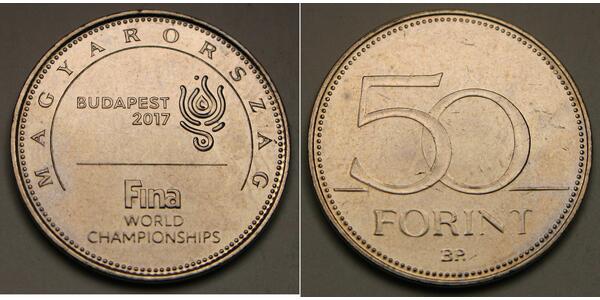 MAGYARORSZÁG
BUDAPEST
2017
Fina
WORLD
CHAMPIONSHIPS
50
FORINT
BP.